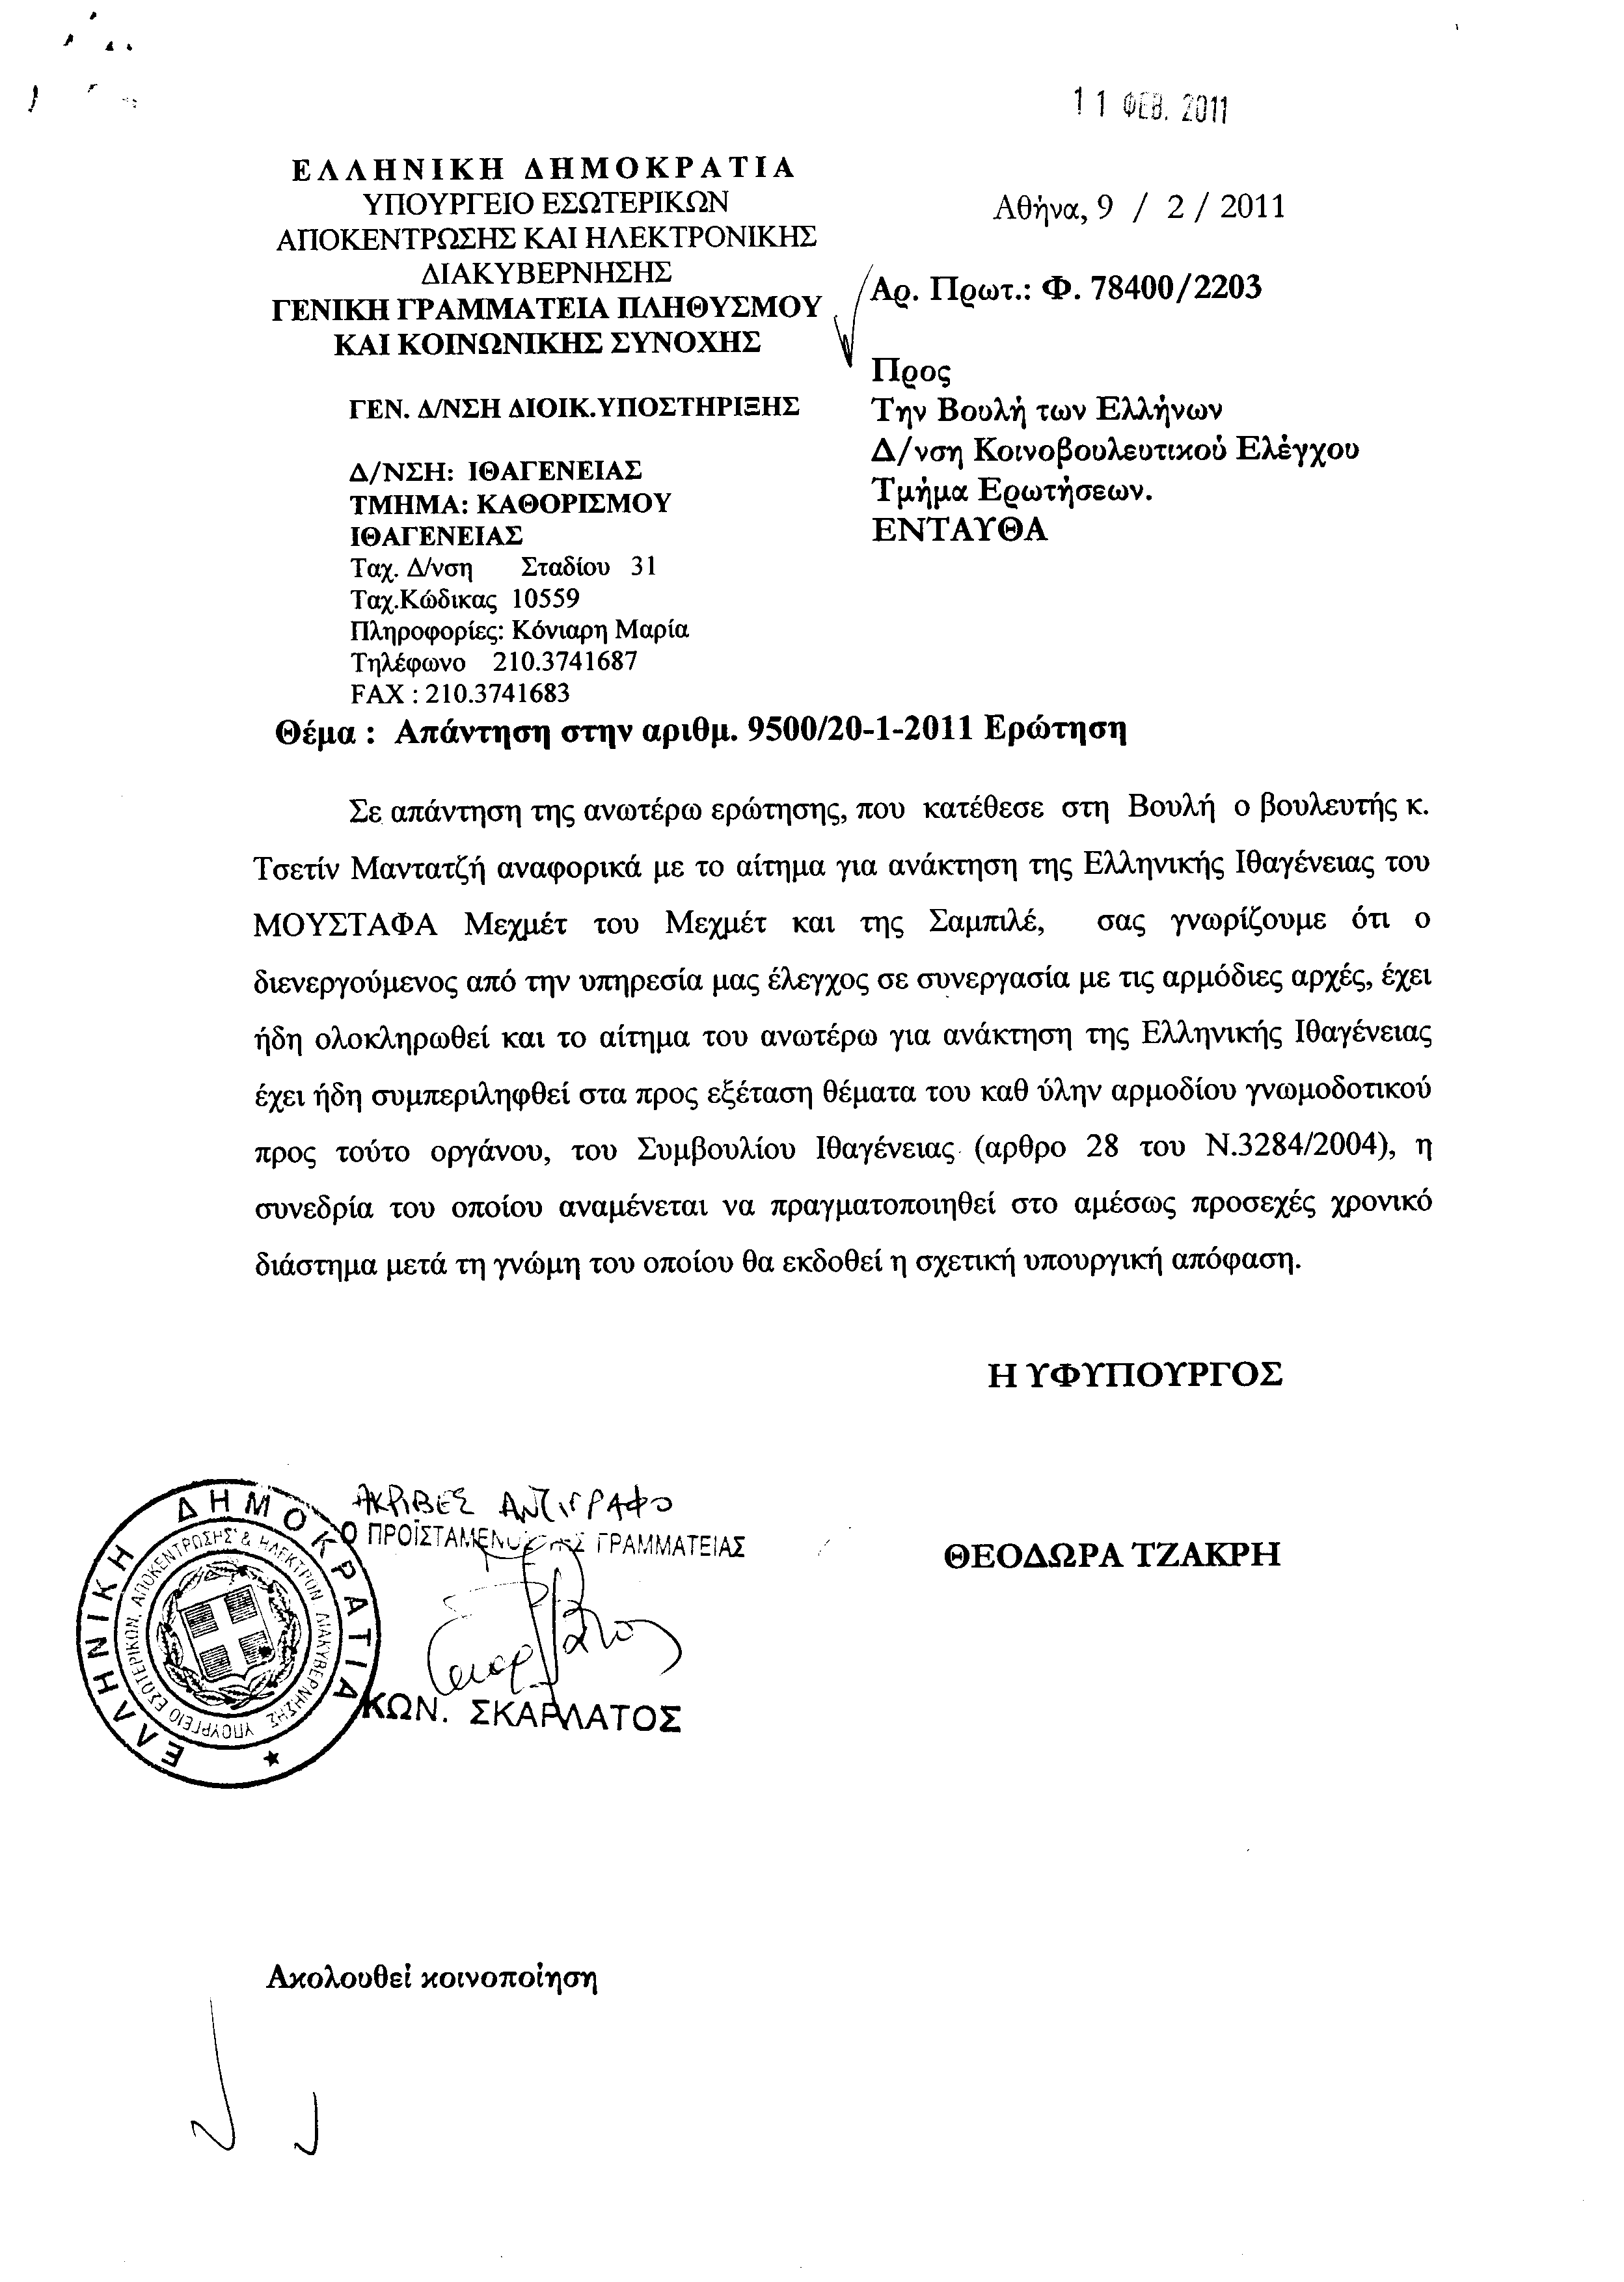 11 ΦΕΒ. 2011
ΕΛΛΗΝΙΚΗ ΔΗΜΟΚΡΑΤΙΑ
ΥΠΟΥΡΓΕΙΟ ΕΣΩΤΕΡΙΚΩΝ
ΑΠΟΚΕΝΤΡΩΣΗΣ ΚΑΙ ΗΛΕΚΤΡΟΝΙΚΗΣ
ΔΙΑΚΥΒΕΡΝΗΣΗΣ
ΓΕΝΙΚΗ ΓΡΑΜΜΑΤΕΙΑ ΠΛΗΘΥΣΜΟΥ
ΚΑΙ ΚΟΙΝΩΝΙΚΗΣ ΣΥΝΟΧΗΣ
ΓΕΝ. Δ/ΝΣΗ ΔΙΟΙΚ.ΥΠΟΣΤΗΡΙΞΗΣ
Δ/ΝΣΗ: ΙΘΑΓΕΝΕΙΑΣ
ΤΜΗΜΑ: ΚΑΘΟΡΙΣΜΟΥ
ΙΘΑΓΕΝΕΙΑΣ
Ταχ. Δ/νση Σταδίου 31
Ταχ.Κώδικας 10559
Πληροφορίες: Κόνιαρη Μαρία
Τηλέφωνο 210.3741687
FAX : 210.3741683
Αθήνα, 9 / 2 / 2011
Αρ. Πρωτ.: Φ. 78400/2203
Προς
Την Βουλή των Ελλήνων
Δ/νση Κοινοβουλευτικού Ελέγχου
Τμήμα Ερωτήσεων.
ΕΝΤΑΥΘΑ
Θέμα : Απάντηση στην αριθμ. 9500/20-1-2011 Ερώτηση
Σε απάντηση της ανωτέρω ερώτησης, που κατέθεσε στη Βουλή ο βουλευτής κ.
Τσετίν Μαντατζή αναφορικά με το αίτημα για ανάκτηση της Ελληνικής Ιθαγένειας του
ΜΟΥΣΤΑΦΑ Μεχμέτ του Μεχμέτ και της Σαμπιλέ, σας γνωρίζουμε ότι ο
διενεργούμενος από την υπηρεσία μας έλεγχος σε συνεργασία με τις αρμόδιες αρχές, έχει
ήδη ολοκληρωθεί και το αίτημα του ανωτέρω για ανάκτηση της Ελληνικής Ιθαγένειας
έχει ήδη συμπεριληφθεί στα προς εξέταση θέματα του καθ ύλην αρμοδίου γνωμοδοτικού
προς τούτο οργάνου, του Συμβουλίου Ιθαγένειας (αρθρο 28 του Ν.3284/2004), η
συνεδρία του οποίου αναμένεται να πραγματοποιηθεί στο αμέσως προσεχές χρονικό
διάστημα μετά τη γνώμη του οποίου θα εκδοθεί η σχετική υπουργική απόφαση.
Η ΥΦΥΠΟΥΡΓΟΣ
ΘΕΟΔΩΡΑ ΤΖΑΚΡΗ
ΑΚΡΙΒΕΣ ΑΝΤΙΓΡΑΦΟ
Ο ΠΡΟΪΣΤΑΜΕΝΟΣ ΤΗΣ ΓΡΑΜΜΑΤΕΙΑΣ
ΚΩΝ. ΣΚΑΡΛΑΤΟΣ
ΕΛΛΗΝΙΚΗ ΔΗΜΟΚΡΑΤΙΑ
ΥΠΟΥΡΓΕΙΟ ΕΣΩΤΕΡΙΚΩΝ, ΑΠΟΚΕΝΤΡΩΣΗΣ & ΗΛΕΚΤΡΟΝ. ΔΙΑΚΥΒΕΡΝΗΣΗΣ
Ακολουθεί κοινοποίηση